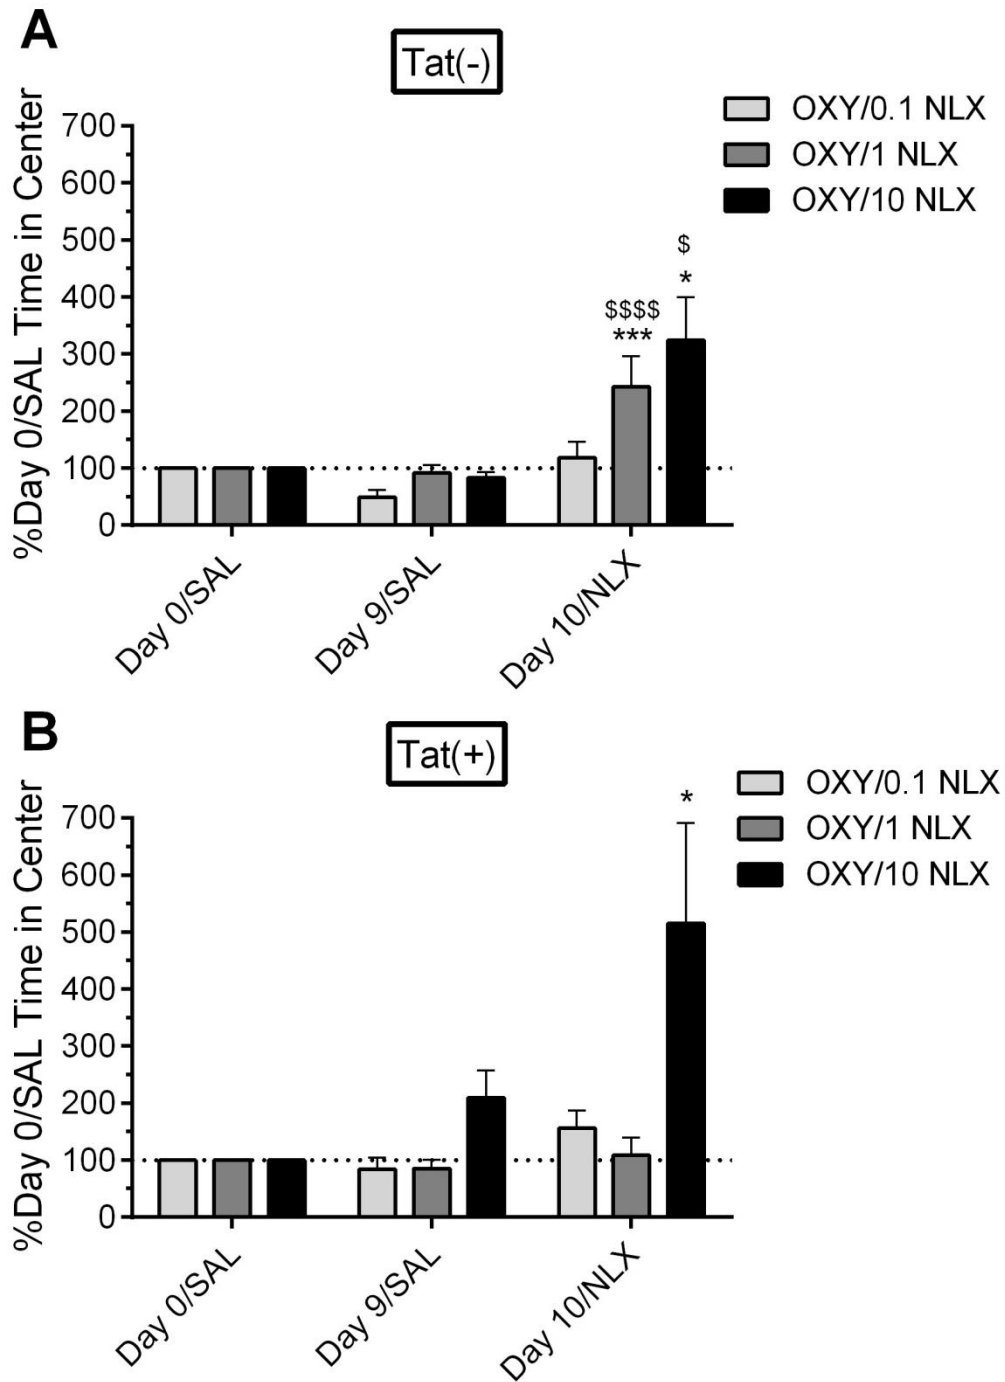 A
Tat(-)
OXY/0.1 NLX
OXY/1 NLX
OXY/10 NLX
%Day 0/SAL Time in Center
700
600
500
400
300
200
100
0
$
*
$$$$
***
Day 0/SAL
Day 9/SAL
Day 10/NLX
B
Tat(+)
OXY/0.1 NLX
OXY/1 NLX
OXY/10 NLX
%Day 0/SAL Time in Center
700
600
500
400
300
200
100
0
*
Day 0/SAL
Day 9/SAL
Day 10/NLX